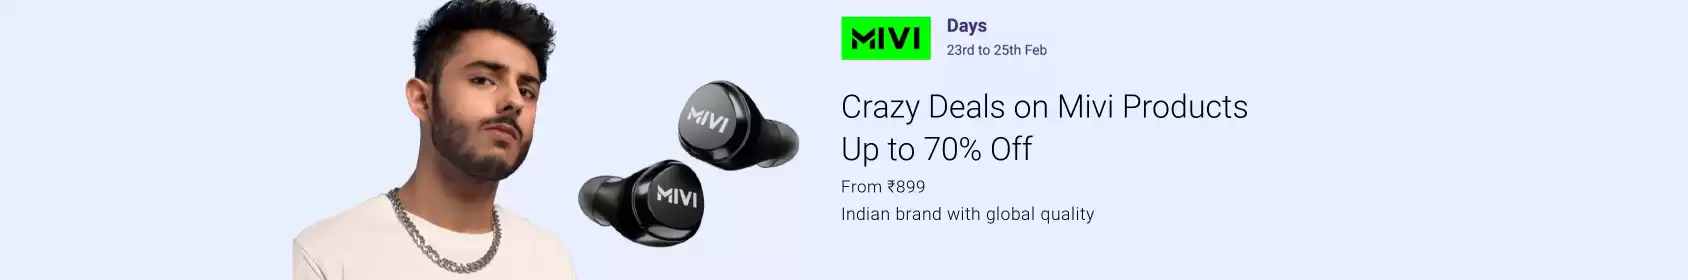 MIVI
Days
23rd to 25th Feb
MIVI
MIVI
Crazy Deals on Mivi Products
Up to 70% Off
From ₹899
Indian brand with global quality